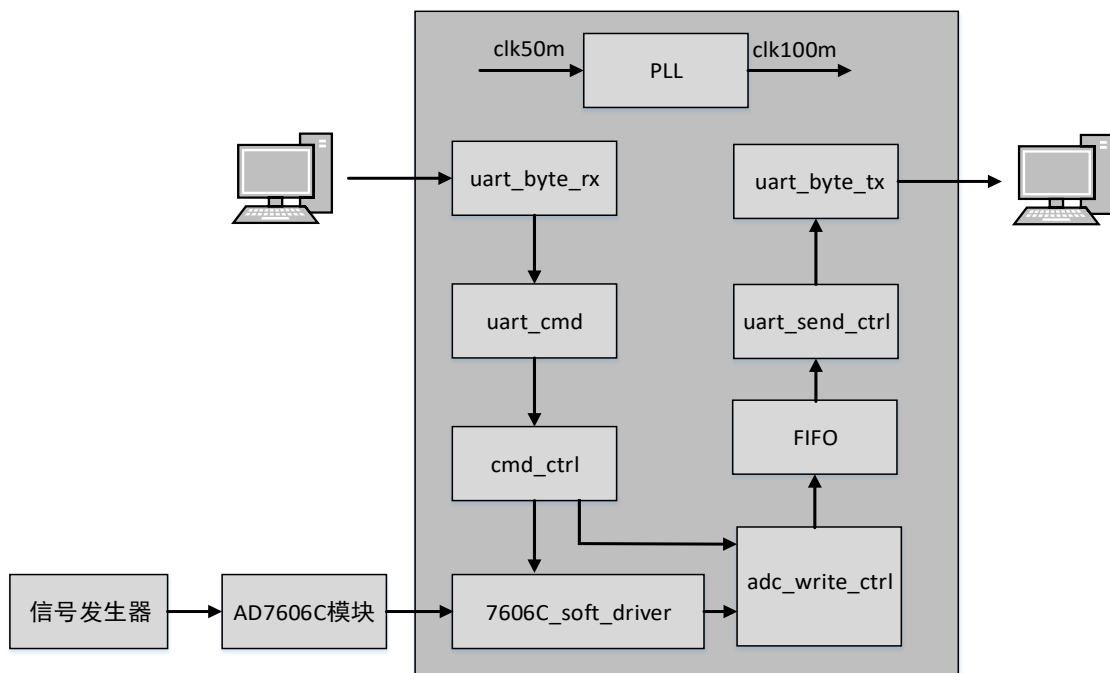 clk50m
PLL
clk100m
uart_byte_rx
uart_byte_tx
uart_cmd
uart_send_ctrl
cmd_ctrl
FIFO
信号发生器
AD7606C模块
7606C_soft_driver
adc_write_ctrl